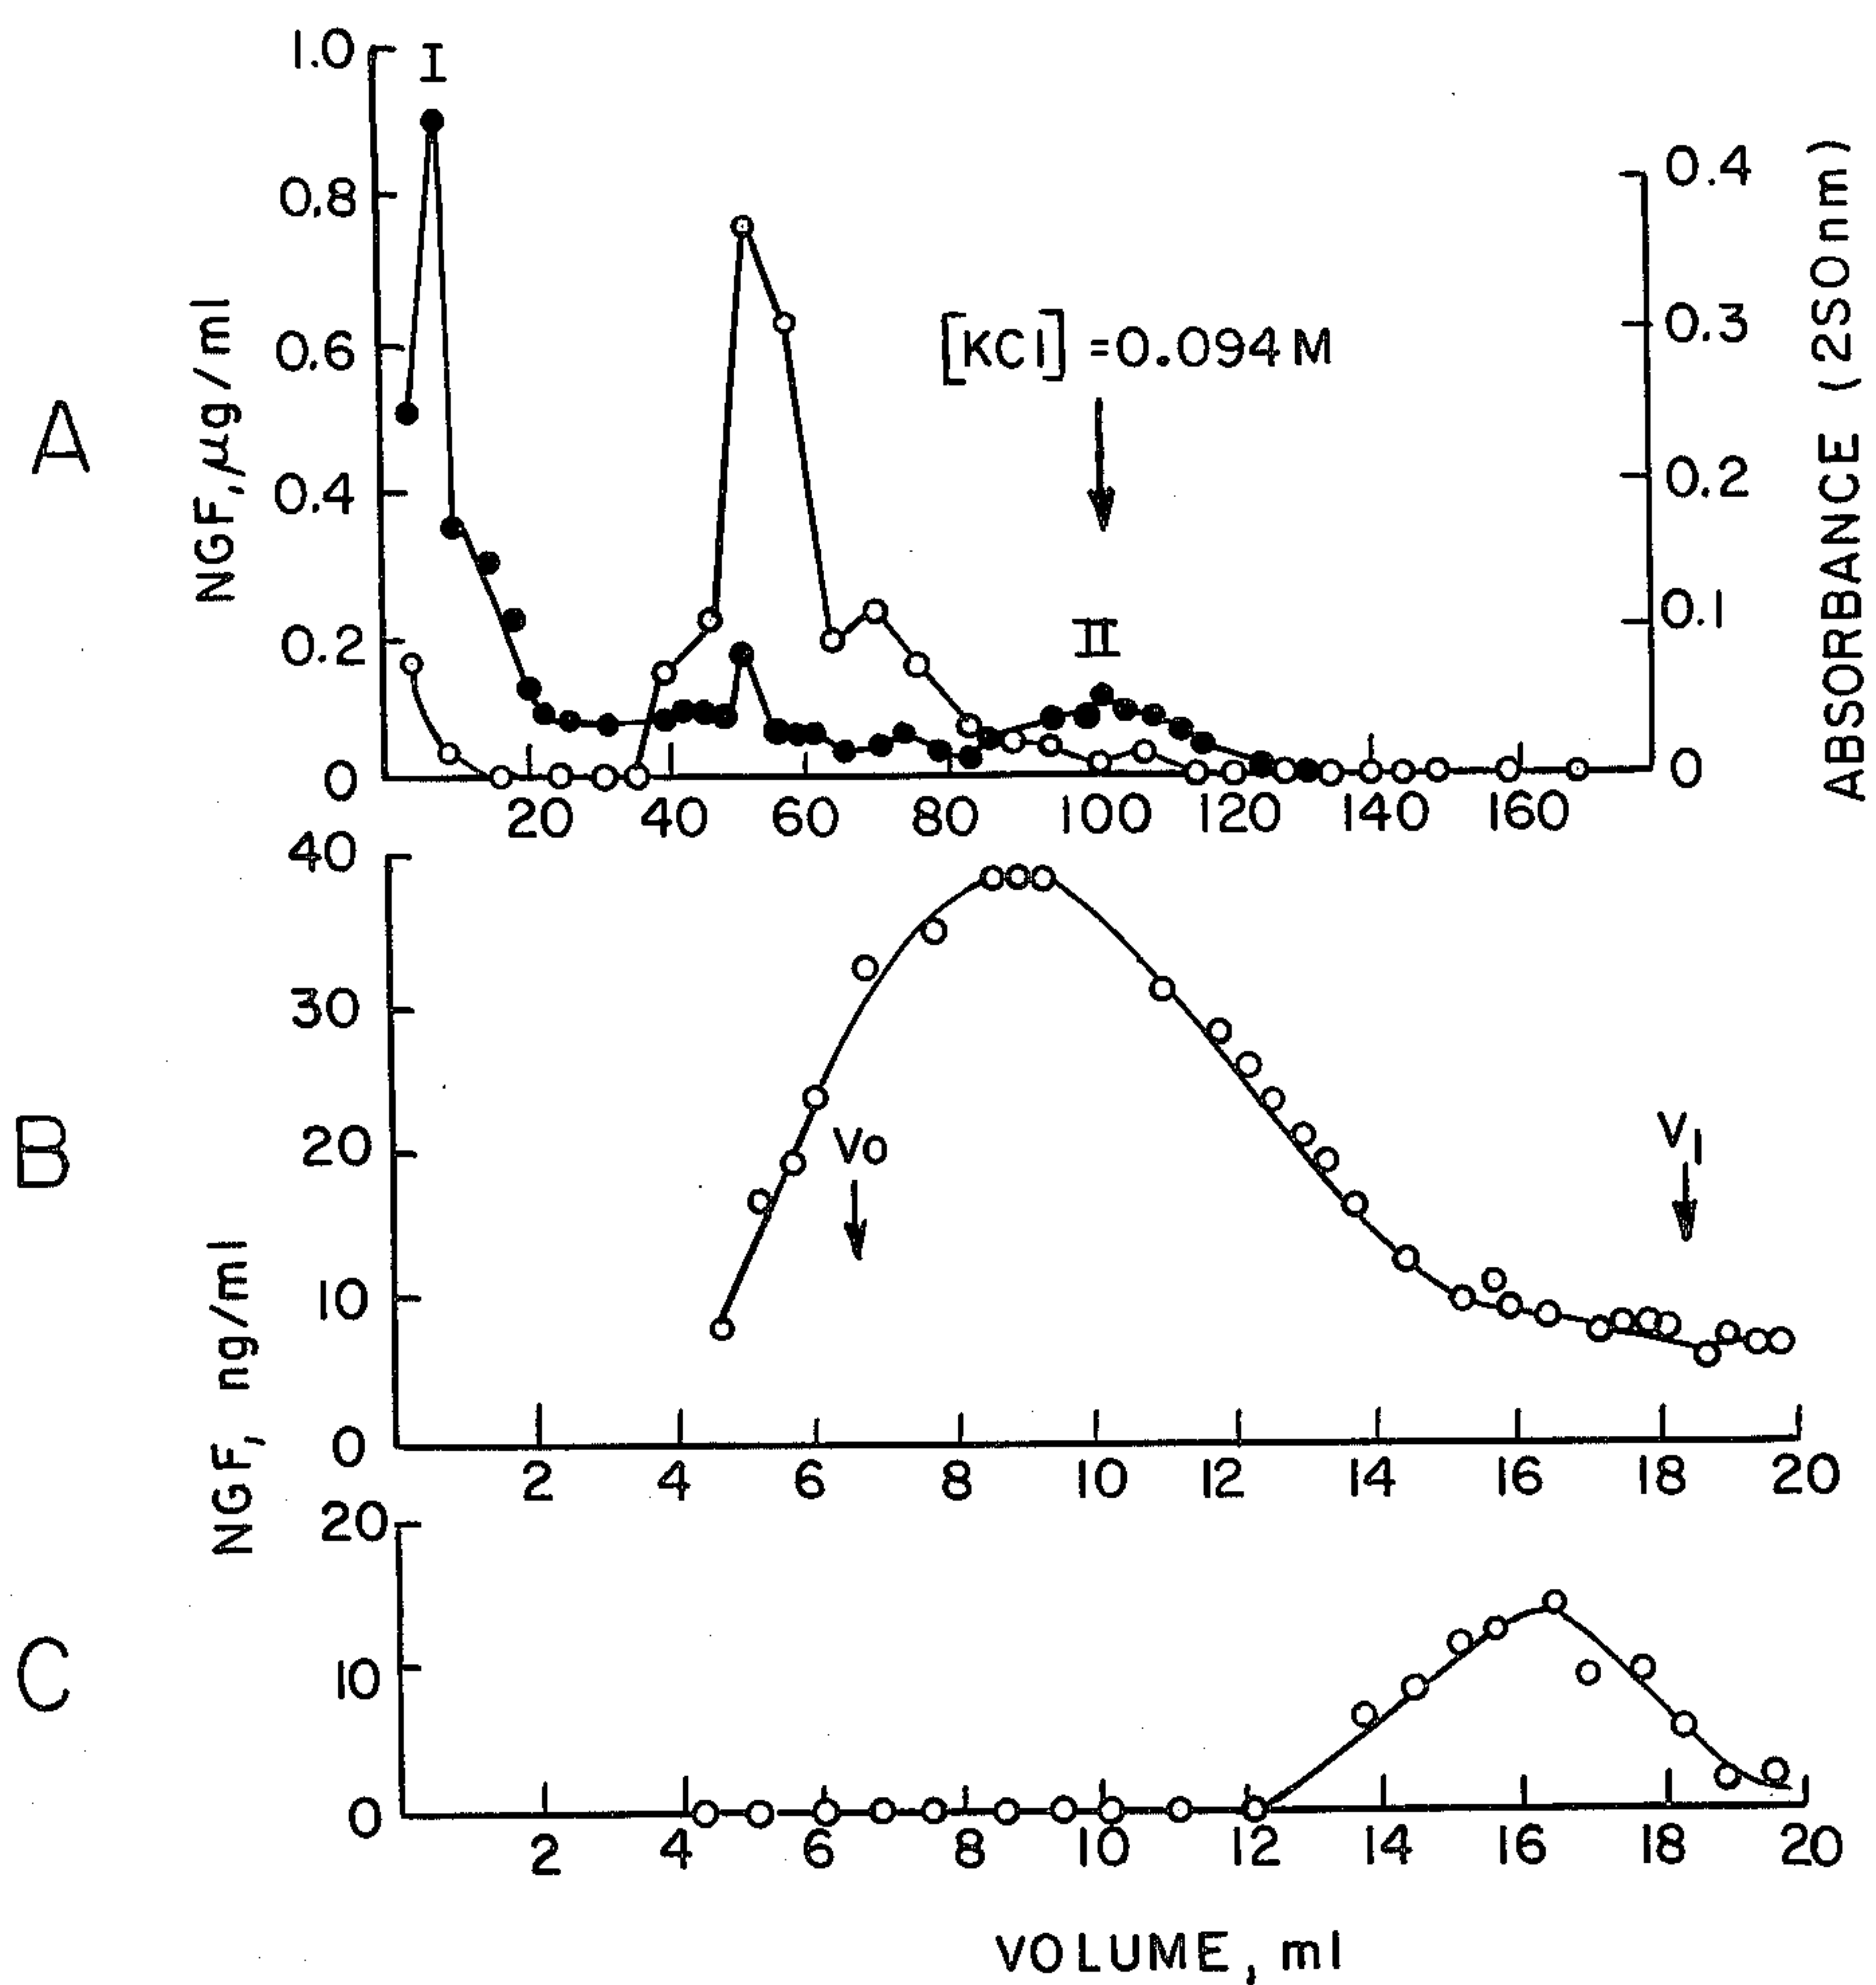 A
NGF, μg/ml
1.0
0.8
0.6
0.4
0.2
0
I
[KCl] = 0.094 M
II
0.4
0.3
0.2
0.1
0
ABSORBANCE (2SOnm)
20 40 60 80 100 120 140 160
B
NGF, ng/ml
40
30
20
10
0
Vo
V1
2 4 6 8 10 12 14 16 18 20
C
20
10
0
2 4 6 8 10 12 14 16 18 20
VOLUME, ml